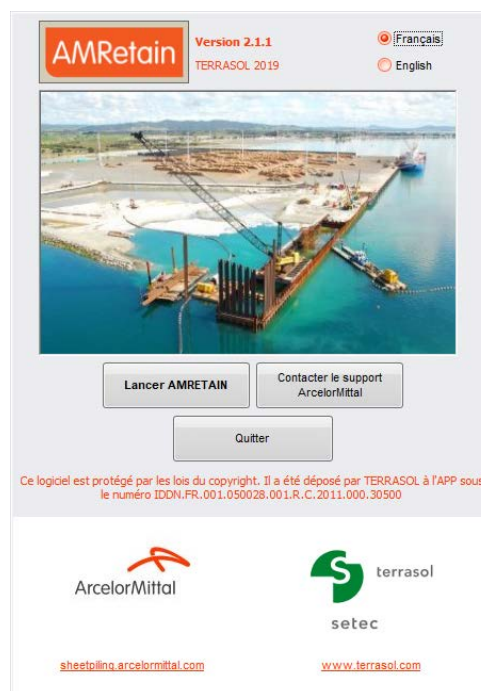 AMRetain
Version 2.1.1
TERRASOL 2019
Français
English
Lancer AMRETAIN
Contacter le support
ArcelorMittal
Quitter
Ce logiciel est protégé par les lois du copyright. Il a été déposé par TERRASOL à l'APP sous
le numéro IDDN.FR.001.050028.001.R.C.2011.000.30500
ArcelorMittal
terrasol
setec
sheetpiling.arcelormittal.com
www.terrasol.com